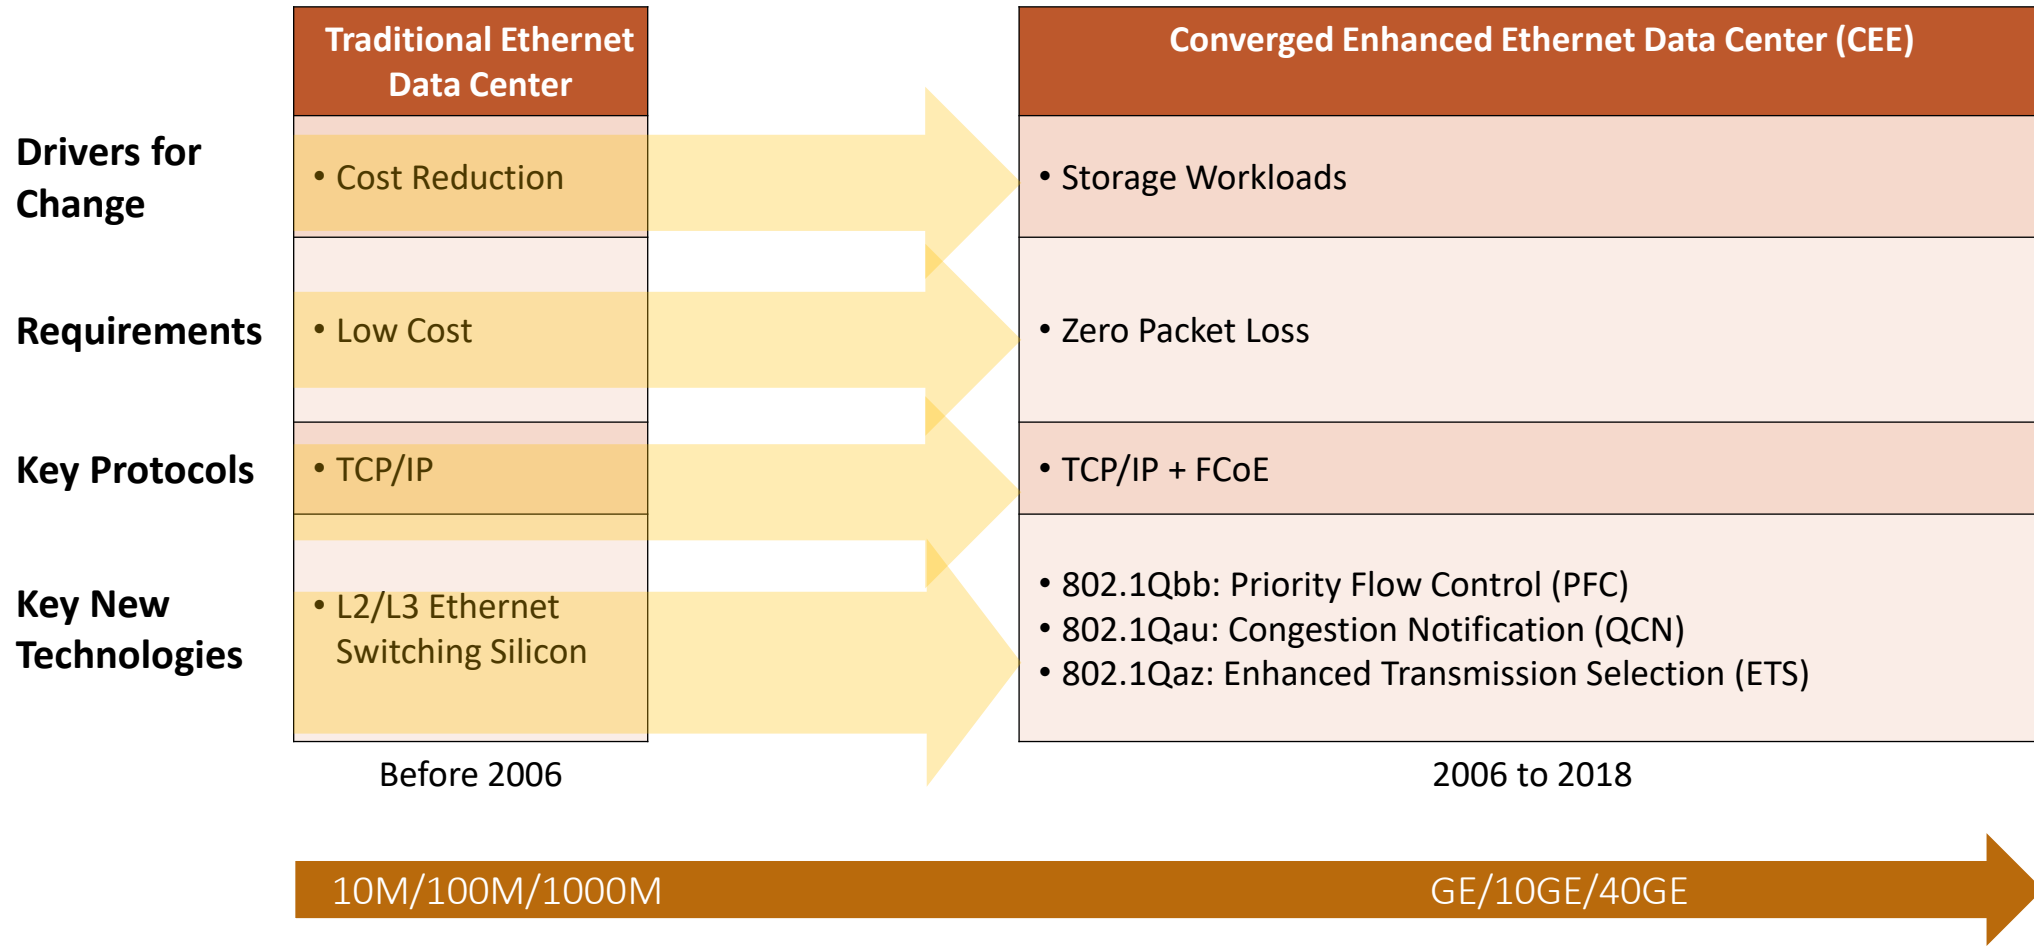 Traditional Ethernet
Data Center
Converged Enhanced Ethernet Data Center (CEE)
Drivers for
Change
• Cost Reduction
• Storage Workloads
Requirements
• Low Cost
• Zero Packet Loss
Key Protocols
• TCP/IP
• TCP/IP + FCoE
Key New
Technologies
• L2/L3 Ethernet
Switching Silicon
• 802.1Qbb: Priority Flow Control (PFC)
• 802.1Qau: Congestion Notification (QCN)
• 802.1Qaz: Enhanced Transmission Selection (ETS)
Before 2006
2006 to 2018
10M/100M/1000M
GE/10GE/40GE